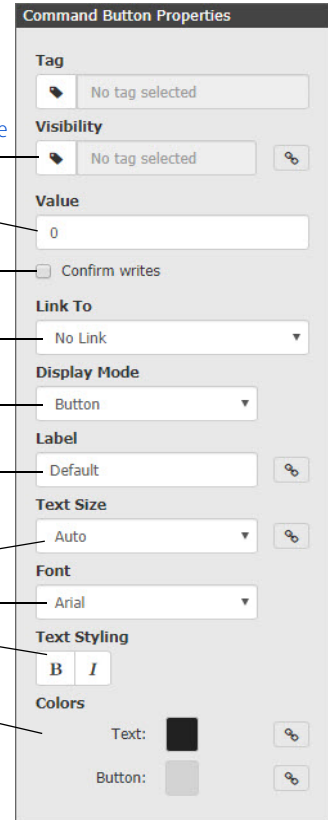 Command Button Properties
Tag
No tag selected
Visibility
e
No tag selected
Value
0
Confirm writes
Link To
No Link
Display Mode
Button
Label
Default
Text Size
Auto
Font
Arial
Text Styling
B I
Colors
Text:
Button: